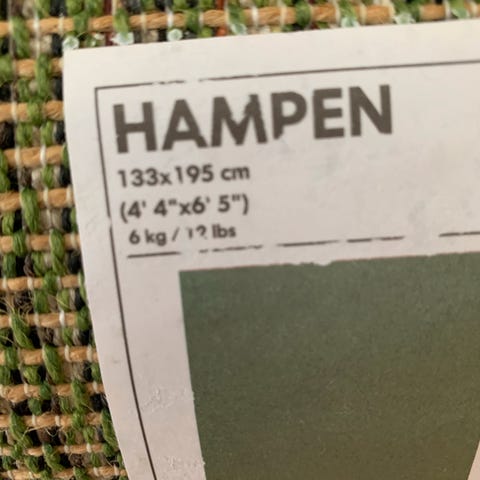 HAMPEN
133x195 cm
(4' 4"x6' 5")
6 kg / lbs